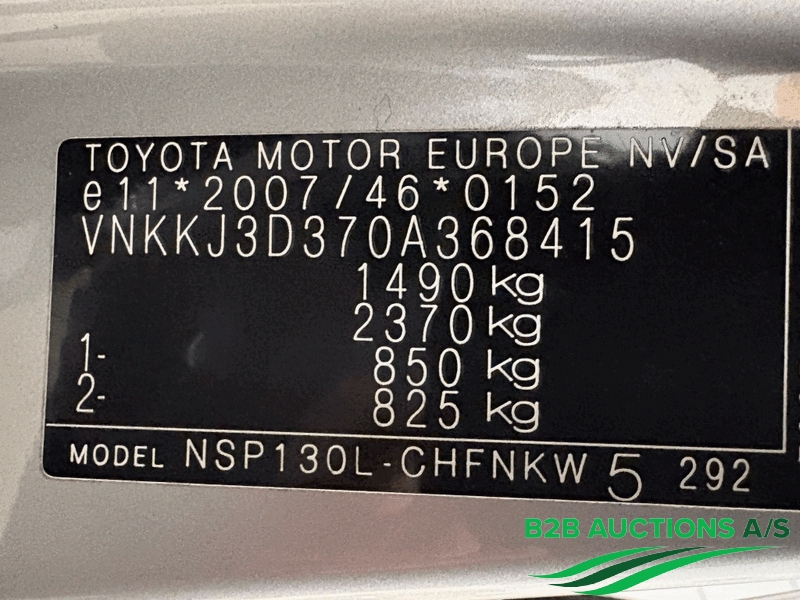 TOYOTA MOTOR EUROPE NV/SA
e11*2007/46*0152
VNKKJ3D370A368415
1490 kg
2370 kg
1- 850 kg
2- 825 kg
MODEL NSP130L-CHFNKW 5 292
B2B AUCTIONS A/S